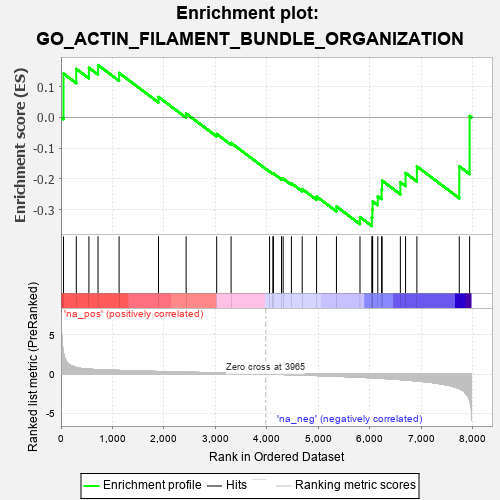 Enrichment plot:
GO_ACTIN_FILAMENT_BUNDLE_ORGANIZATION
Enrichment score (ES)
0.1
0.0
-0.1
-0.2
-0.3
'na_pos' (positively correlated)
Ranked list metric (PreRanked)
5
0
-5
Zero cross at 3965
'na_neg' (negatively correlated)
0
1,000
2,000
3,000
4,000
5,000
6,000
7,000
8,000
Rank in Ordered Dataset
Enrichment profile
Hits
Ranking metric scores